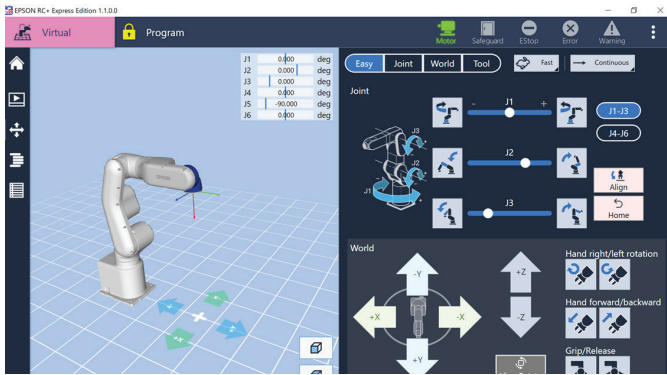 EPSON RC+ Express Edition 1.1.0.0
Virtual
Program
Motor
Safeguard
EStop
Error
Warning
J1 0.000 deg
J2 0.000 deg
J3 0.000 deg
J4 0.000 deg
J5 -90.000 deg
J6 0.000 deg
Easy Joint World Tool Fast Continuous
Joint
- J1 +
J1-J3
J4-J6
J3
J2
J1
J2
J3
Align
Home
World
-Y
+X
-X
+Y
+Z
-Z
Hand right/left rotation
Hand forward/backward
Grip/Release